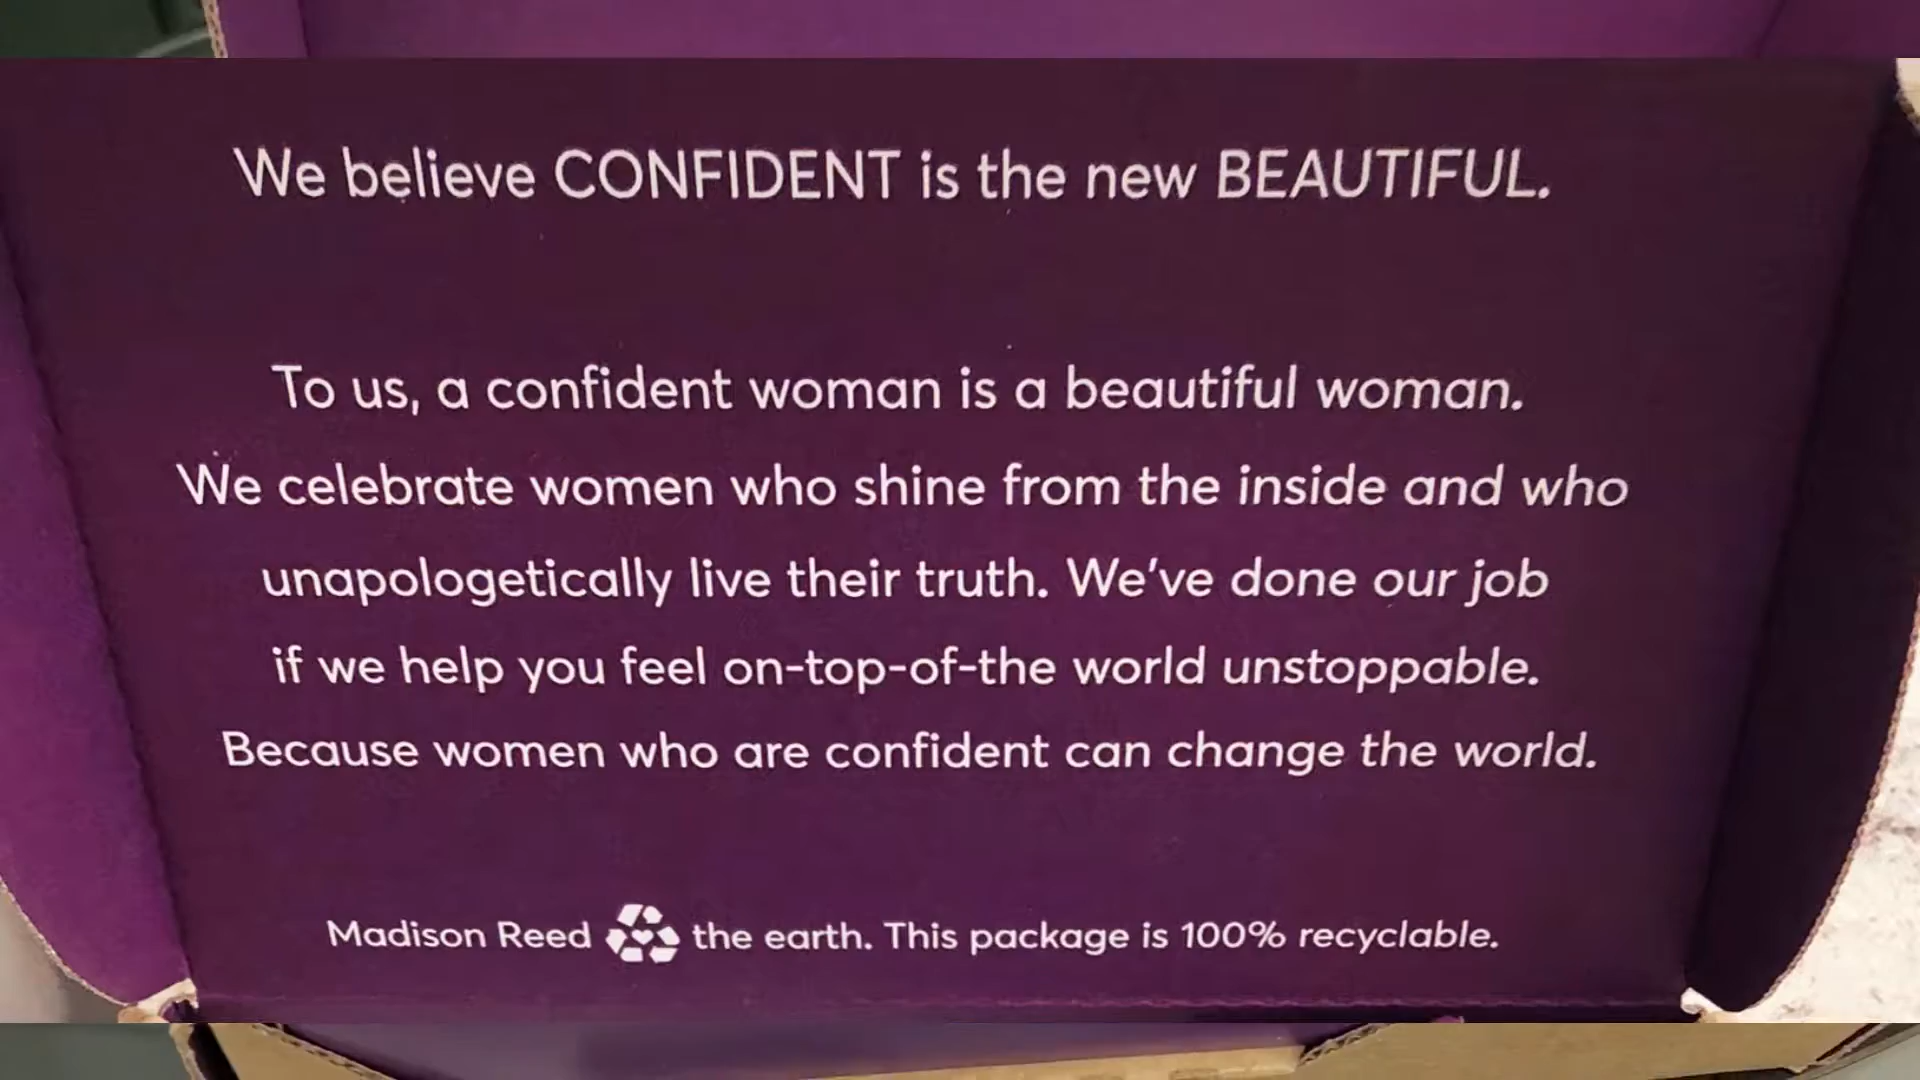 We believe CONFIDENT is the new BEAUTIFUL.
To us, a confident woman is a beautiful woman.
We celebrate women who shine from the inside and who
unapologetically live their truth. We've done our job
if we help you feel on-top-of-the world unstoppable.
Because women who are confident can change the world.
Madison Reed the earth. This package is 100% recyclable.